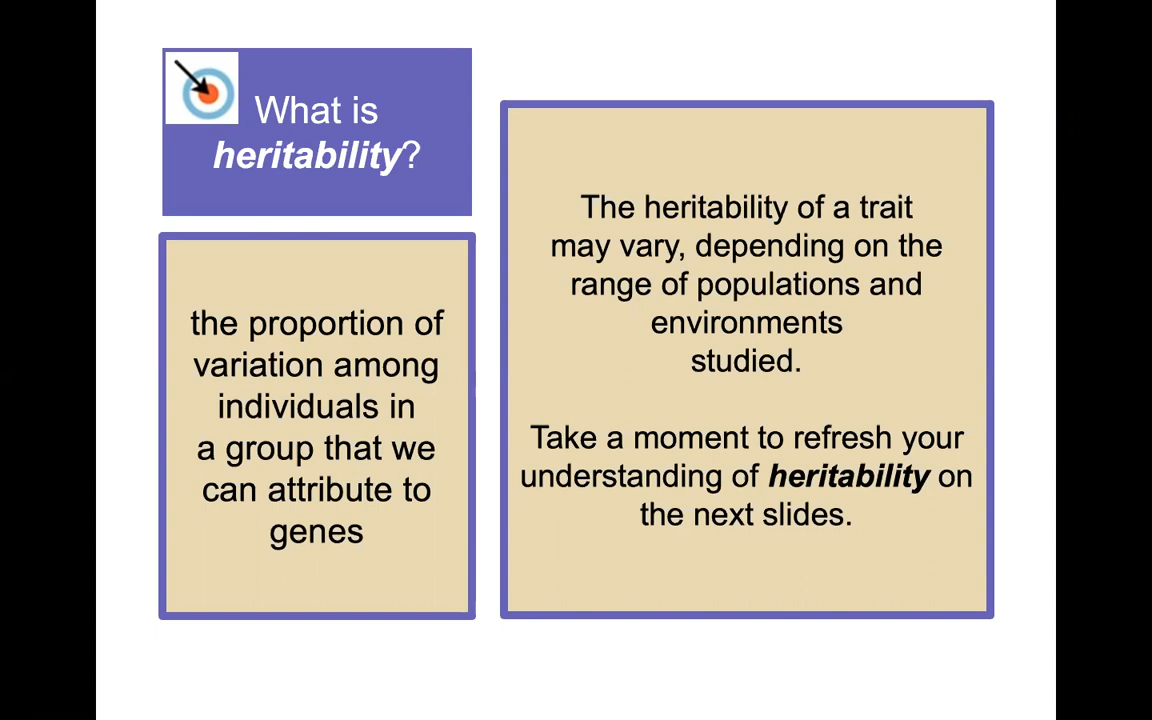 What is
heritability?
the proportion of
variation among
individuals in
a group that we
can attribute to
genes
The heritability of a trait
may vary, depending on the
range of populations and
environments
studied.
Take a moment to refresh your
understanding of heritability on
the next slides.